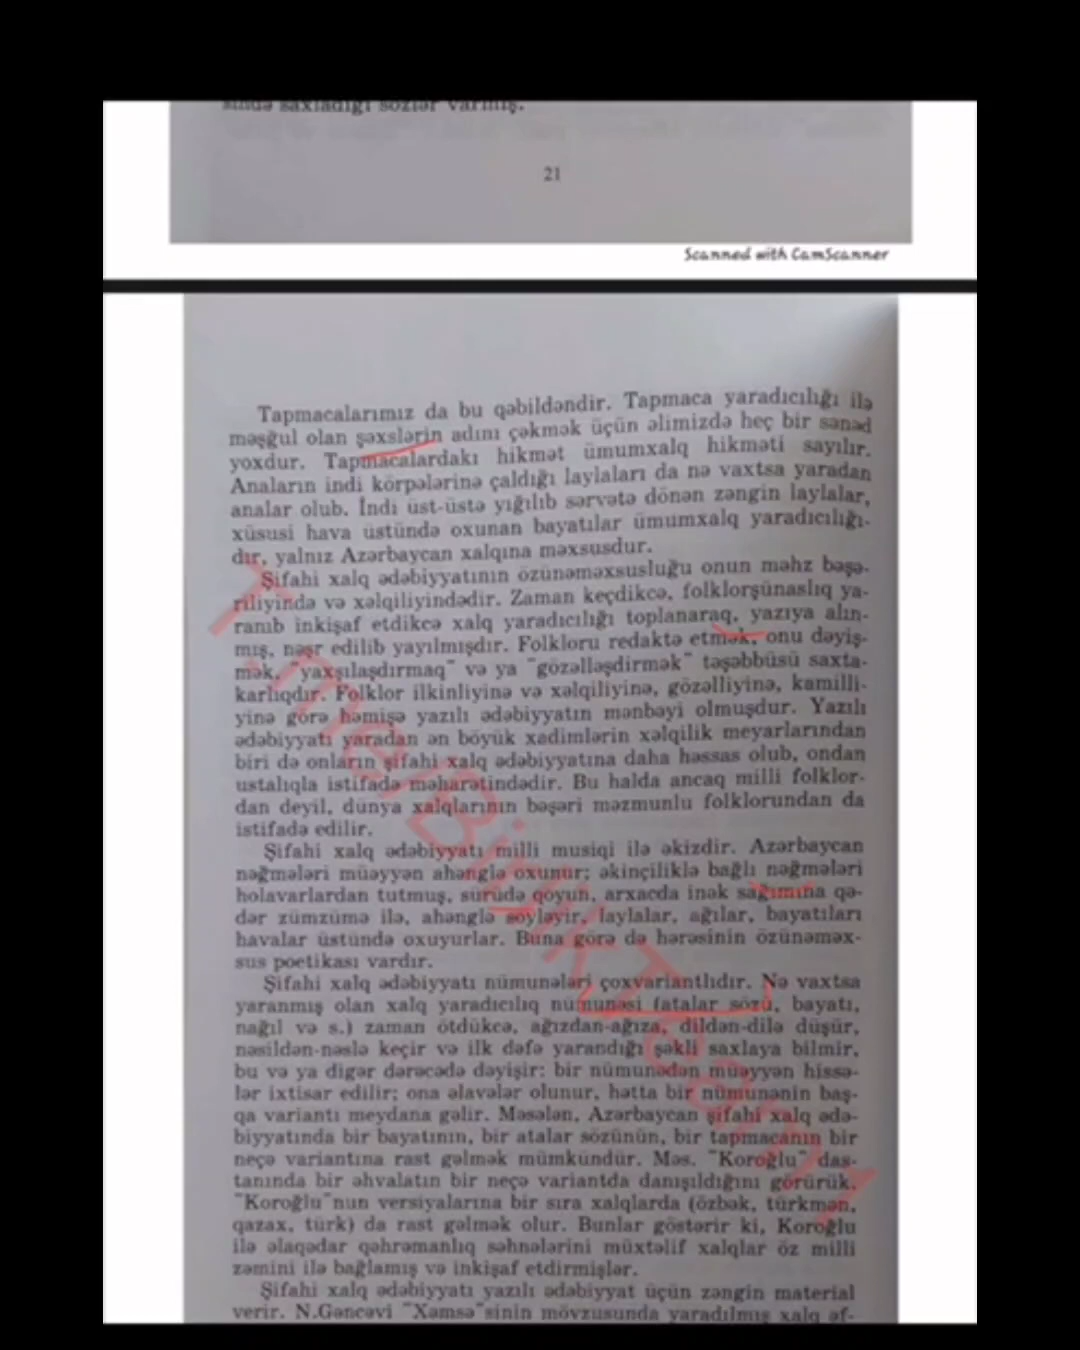 sində saxladığı sözlər varmış.
21
Scanned with CamScanner
Tapmacalarımız da bu qəbildəndir. Tapmaca yaradıcılığı ilə
məşğul olan şəxslərin adını çəkmək üçün əlimizdə heç bir sənəd
yoxdur. Tapmacalardakı hikmət ümumxalq hikməti sayılır.
Anaların indi körpələrinə çaldığı laylaları da nə vaxtsa yaradan
analar olub. İndi üst-üstə yığılıb sərvətə dönən zəngin laylalar,
xüsusi hava üstündə oxunan bayatılar ümumxalq yaradıcılığı-
dır, yalnız Azərbaycan xalqına məxsusdur.
Şifahi xalq ədəbiyyatının özünəməxsusluğu onun məhz bəşə-
riliyində və xəlqiliyindədir. Zaman keçdikcə, folklorşünaslıq ya-
ranıb inkişaf etdikcə xalq yaradıcılığı toplanaraq, yazıya alın-
mış, nəşr edilib yayılmışdır. Folkloru redaktə etmək, onu dəyiş-
mək, "yaxşılaşdırmaq" və ya "gözəlləşdirmək" təşəbbüsü saxta-
karlıqdır. Folklor ilkinliyinə və xəlqiliyinə, gözəlliyinə, kamilli-
yinə görə həmişə yazılı ədəbiyyatın mənbəyi olmuşdur. Yazılı
ədəbiyyatı yaradan ən böyük xadimlərin xəlqilik meyarlarından
biri də onların şifahi xalq ədəbiyyatına daha həssas olub, ondan
ustalıqla istifadə məharətindədir. Bu halda ancaq milli folklor-
dan deyil, dünya xalqlarının bəşəri məzmunlu folklorundan da
istifadə edilir.
Şifahi xalq ədəbiyyatı milli musiqi ilə əkizdir. Azərbaycan
nəğmələri müəyyən ahənglə oxunur; əkinçiliklə bağlı nəğmələri
holavarlardan tutmuş, sürüdə qoyun, arxacda inək sağımına qə-
dər zümzümə ilə, ahənglə söyləyir, laylalar, ağılar, bayatıları
havalar üstündə oxuyurlar. Buna görə də hərəsinin özünəməx-
sus poetikası vardır.
Şifahi xalq ədəbiyyatı nümunələri çoxvariantlıdır. Nə vaxtsa
yaranmış olan xalq yaradıcılıq nümunəsi (atalar sözü, bayatı,
nağıl və s.) zaman ötdükcə, ağızdan-ağıza, dildən-dilə düşür,
nəsildən-nəslə keçir və ilk dəfə yarandığı şəkli saxlaya bilmir,
bu və ya digər dərəcədə dəyişir: bir nümunədən müəyyən hissə-
lər ixtisar edilir; ona əlavələr olunur, hətta bir nümunənin baş-
qa variantı meydana gəlir. Məsələn, Azərbaycan şifahi xalq ədə-
biyyatında bir bayatının, bir atalar sözünün, bir tapmacanın bir
neçə variantına rast gəlmək mümkündür. Məs. "Koroğlu" das-
tanında bir əhvalatın bir neçə variantda danışıldığını görürük.
"Koroğlu"nun versiyalarına bir sıra xalqlarda (özbək, türkmən,
qazax, türk) da rast gəlmək olur. Bunlar göstərir ki, Koroğlu
ilə əlaqədar qəhrəmanlıq səhnələrini müxtəlif xalqlar öz milli
zəmini ilə bağlamış və inkişaf etdirmişlər.
Şifahi xalq ədəbiyyatı yazılı ədəbiyyat üçün zəngin material
verir. N.Gəncəvi "Xəmsə"sinin mövzusunda yaradılmış xalq əf-